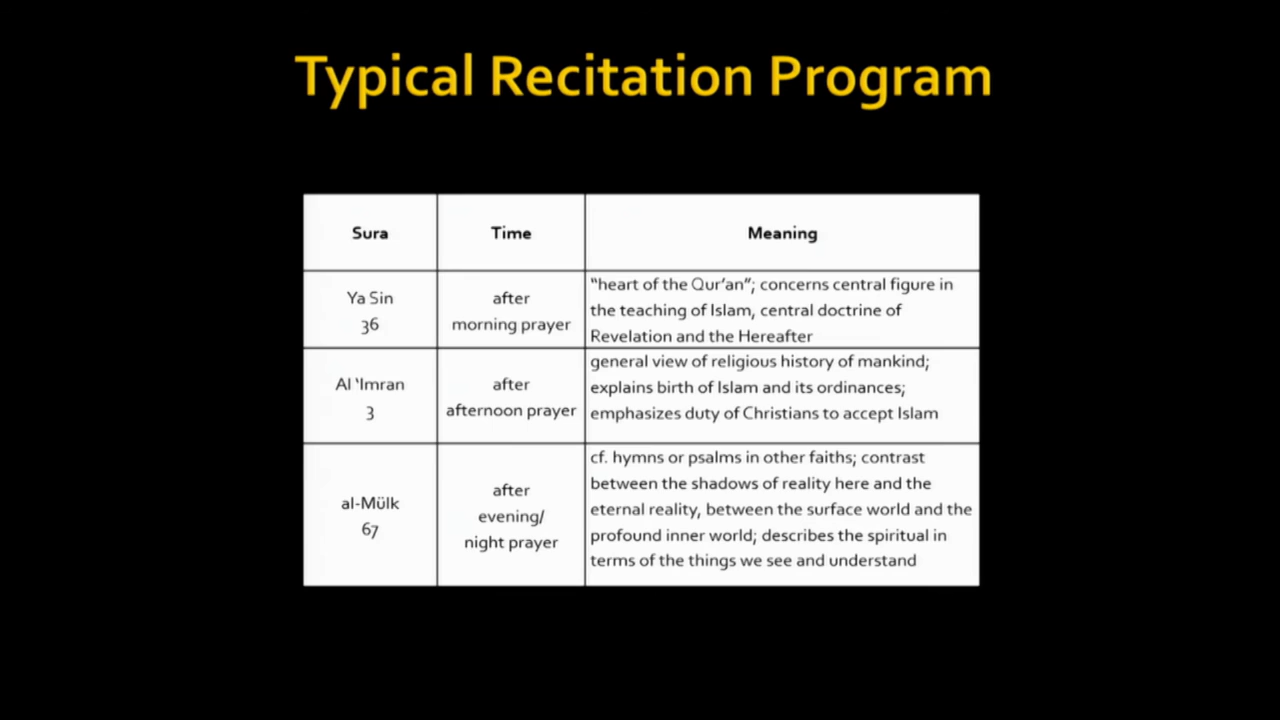 Typical Recitation Program
Sura
Time
Meaning
Ya Sin
36
after
morning prayer
“heart of the Qur’an”; concerns central figure in
the teaching of Islam, central doctrine of
Revelation and the Hereafter
Al ‘Imran
3
after
afternoon prayer
general view of religious history of mankind;
explains birth of Islam and its ordinances;
emphasizes duty of Christians to accept Islam
al-Mülk
67
after
evening/
night prayer
cf. hymns or psalms in other faiths; contrast
between the shadows of reality here and the
eternal reality, between the surface world and the
profound inner world; describes the spiritual in
terms of the things we see and understand